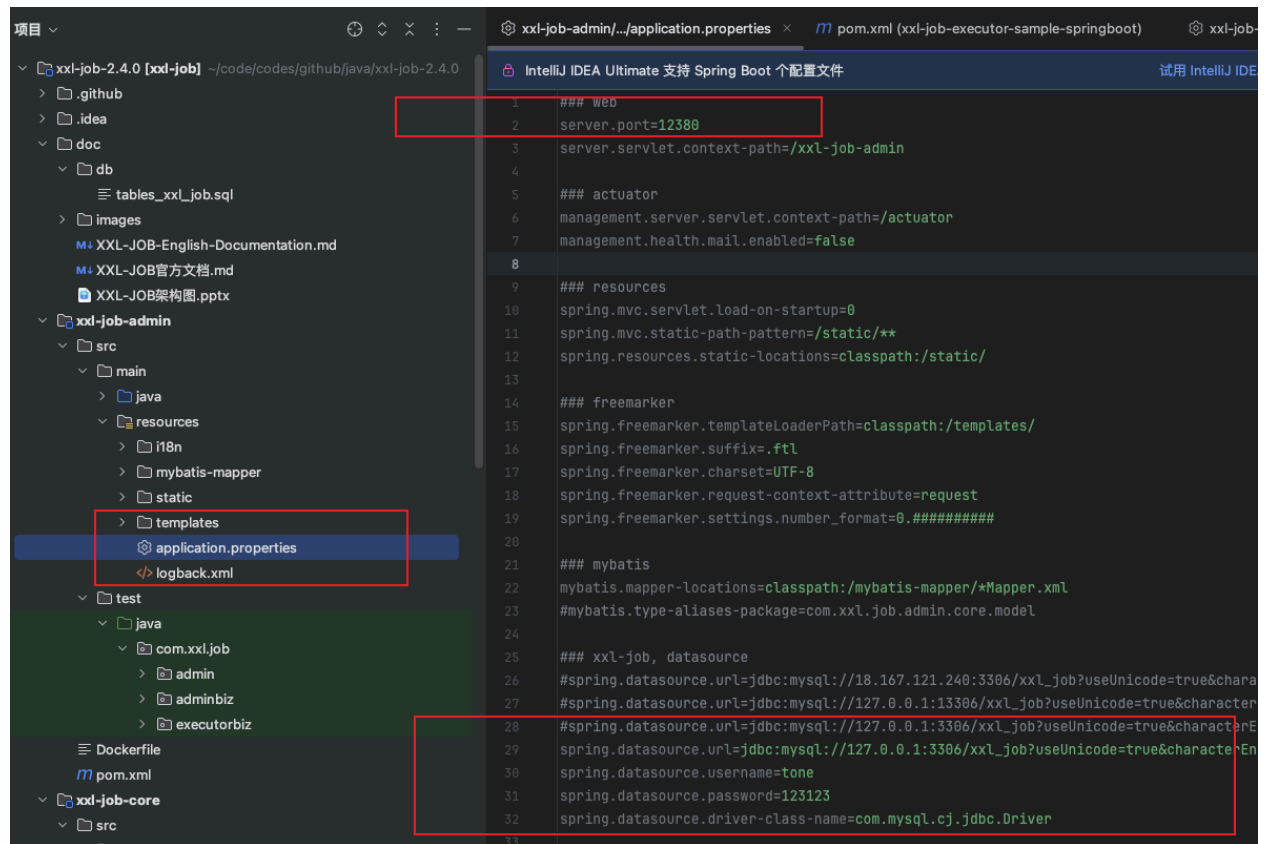 项目
xxl-job-2.4.0 [xxl-job] ~/code/codes/github/java/xxl-job-2.4.0
.github
.idea
doc
db
tables_xxl_job.sql
images
M↓ XXL-JOB-English-Documentation.md
M↓ XXL-JOB官方文档.md
XXL-JOB架构图.pptx
xxl-job-admin
src
main
java
resources
i18n
mybatis-mapper
static
templates
application.properties
</> logback.xml
test
java
com.xxl.job
admin
adminbiz
executorbiz
Dockerfile
m pom.xml
xxl-job-core
src
xxl-job-admin/.../application.properties ×
m pom.xml (xxl-job-executor-sample-springboot)
xxl-job-
IntelliJ IDEA Ultimate 支持 Spring Boot 个配置文件
试用 IntelliJ IDE
1 ### web
2 server.port=12380
3 server.servlet.context-path=/xxl-job-admin
4
5 ### actuator
6 management.server.servlet.context-path=/actuator
7 management.health.mail.enabled=false
8
9 ### resources
10 spring.mvc.servlet.load-on-startup=0
11 spring.mvc.static-path-pattern=/static/**
12 spring.resources.static-locations=classpath:/static/
13
14 ### freemarker
15 spring.freemarker.templateLoaderPath=classpath:/templates/
16 spring.freemarker.suffix=.ftl
17 spring.freemarker.charset=UTF-8
18 spring.freemarker.request-context-attribute=request
19 spring.freemarker.settings.number_format=0.##########
20
21 ### mybatis
22 mybatis.mapper-locations=classpath:/mybatis-mapper/*Mapper.xml
23 #mybatis.type-aliases-package=com.xxl.job.admin.core.model
24
25 ### xxl-job, datasource
26 #spring.datasource.url=jdbc:mysql://18.167.121.240:3306/xxl_job?useUnicode=true&chara
27 #spring.datasource.url=jdbc:mysql://127.0.0.1:13306/xxl_job?useUnicode=true&character
28 #spring.datasource.url=jdbc:mysql://127.0.0.1:3306/xxl_job?useUnicode=true&characterE
29 spring.datasource.url=jdbc:mysql://127.0.0.1:3306/xxl_job?useUnicode=true&characterEn
30 spring.datasource.username=tone
31 spring.datasource.password=123123
32 spring.datasource.driver-class-name=com.mysql.cj.jdbc.Driver
33